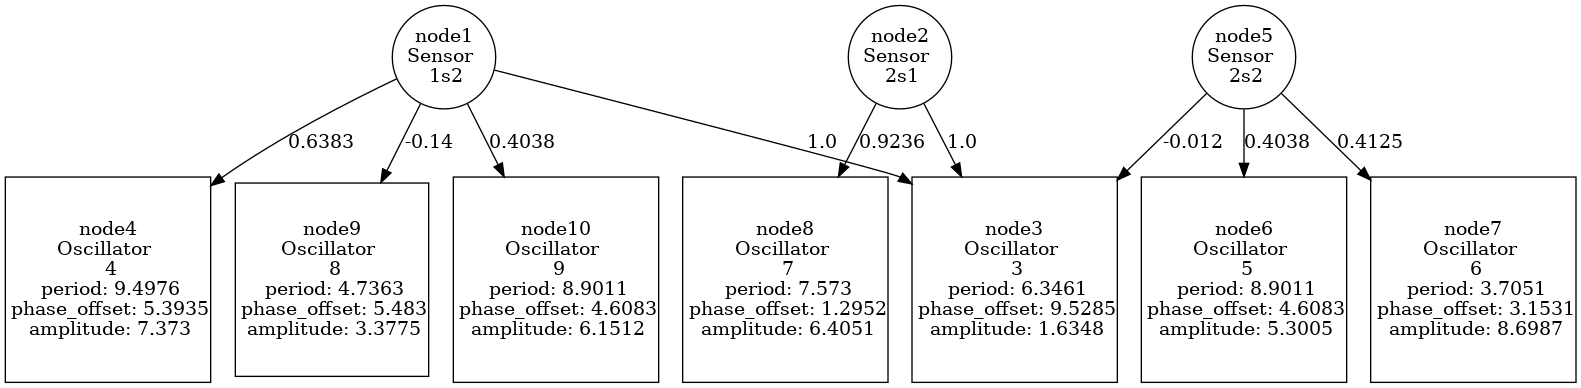 node1
Sensor
1s2
node2
Sensor
2s1
node5
Sensor
2s2
0.6383
-0.14
0.4038
1.0
0.9236
1.0
-0.012
0.4038
0.4125
node4
Oscillator
4
period: 9.4976
phase_offset: 5.3935
amplitude: 7.373
node9
Oscillator
8
period: 4.7363
phase_offset: 5.483
amplitude: 3.3775
node10
Oscillator
9
period: 8.9011
phase_offset: 4.6083
amplitude: 6.1512
node8
Oscillator
7
period: 7.573
phase_offset: 1.2952
amplitude: 6.4051
node3
Oscillator
3
period: 6.3461
phase_offset: 9.5285
amplitude: 1.6348
node6
Oscillator
5
period: 8.9011
phase_offset: 4.6083
amplitude: 5.3005
node7
Oscillator
6
period: 3.7051
phase_offset: 3.1531
amplitude: 8.6987